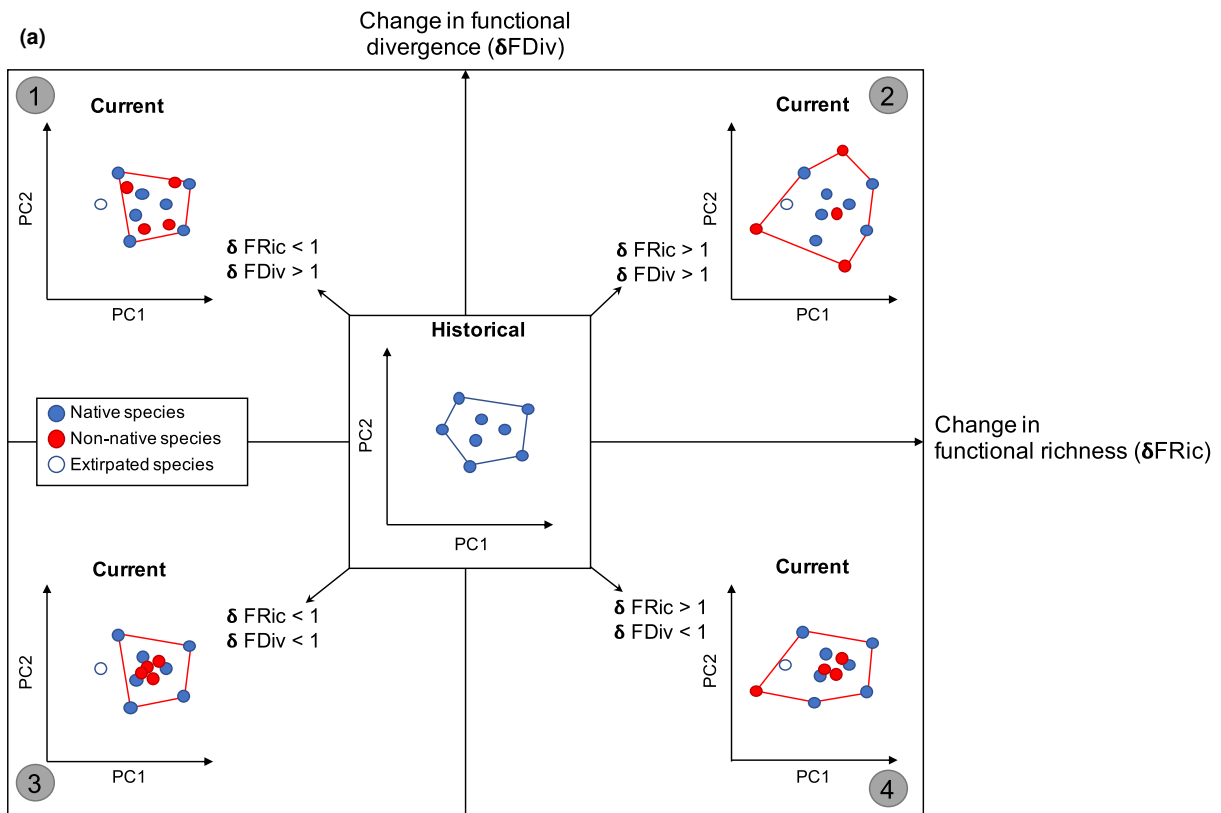 (a)
Change in functional
divergence (δFDiv)
1
Current
PC2
PC1
δ FRic < 1
δ FDiv > 1
2
Current
PC2
PC1
δ FRic > 1
δ FDiv > 1
Historical
PC2
PC1
Native species
Non-native species
Extirpated species
Change in
functional richness (δFRic)
Current
PC2
PC1
δ FRic < 1
δ FDiv < 1
3
Current
PC2
PC1
δ FRic > 1
δ FDiv < 1
4